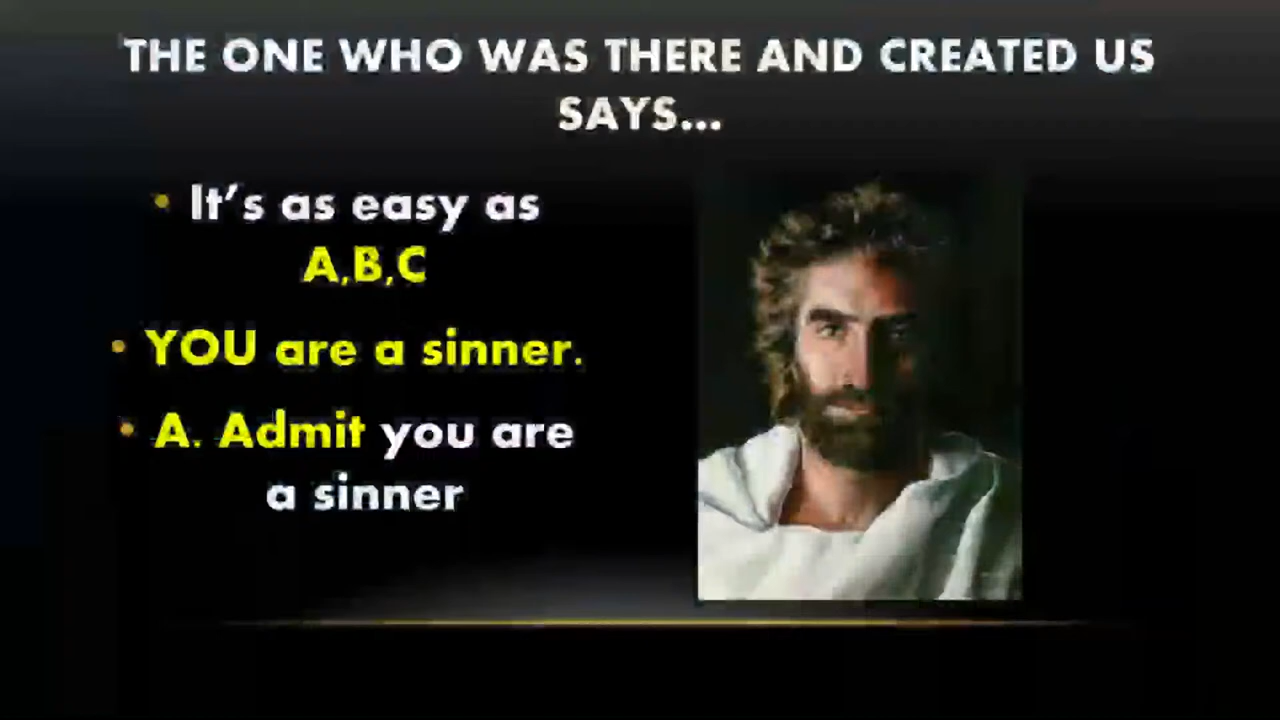 THE ONE WHO WAS THERE AND CREATED US
SAYS...
• It's as easy as
A,B,C
• YOU are a sinner.
• A. Admit you are
a sinner